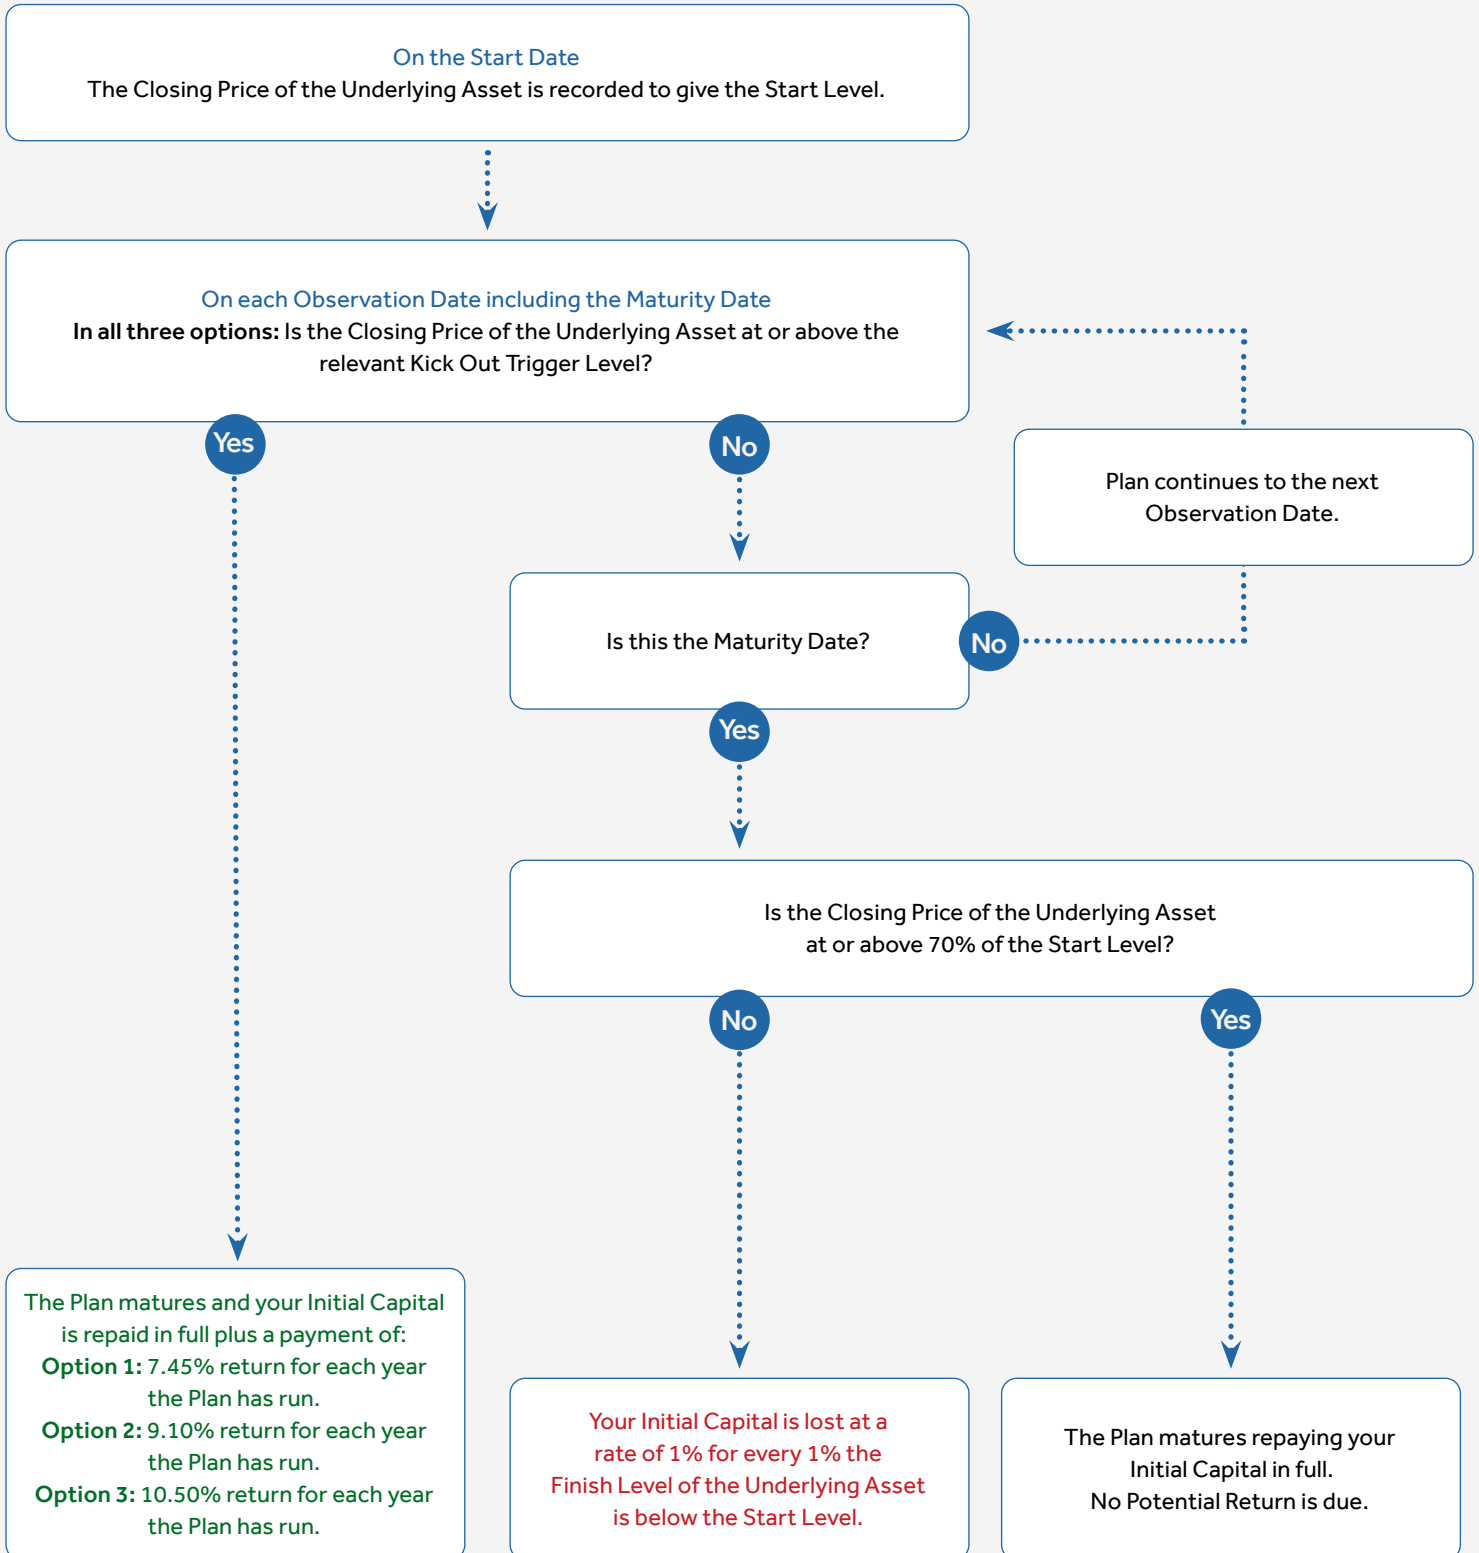 On the Start Date
The Closing Price of the Underlying Asset is recorded to give the Start Level.
On each Observation Date including the Maturity Date
In all three options: Is the Closing Price of the Underlying Asset at or above the
relevant Kick Out Trigger Level?
Yes
No
Plan continues to the next
Observation Date.
Is this the Maturity Date?
No
Yes
Is the Closing Price of the Underlying Asset
at or above 70% of the Start Level?
No
Yes
The Plan matures and your Initial Capital
is repaid in full plus a payment of:
Option 1: 7.45% return for each year
the Plan has run.
Option 2: 9.10% return for each year
the Plan has run.
Option 3: 10.50% return for each year
the Plan has run.
Your Initial Capital is lost at a
rate of 1% for every 1% the
Finish Level of the Underlying Asset
is below the Start Level.
The Plan matures repaying your
Initial Capital in full.
No Potential Return is due.